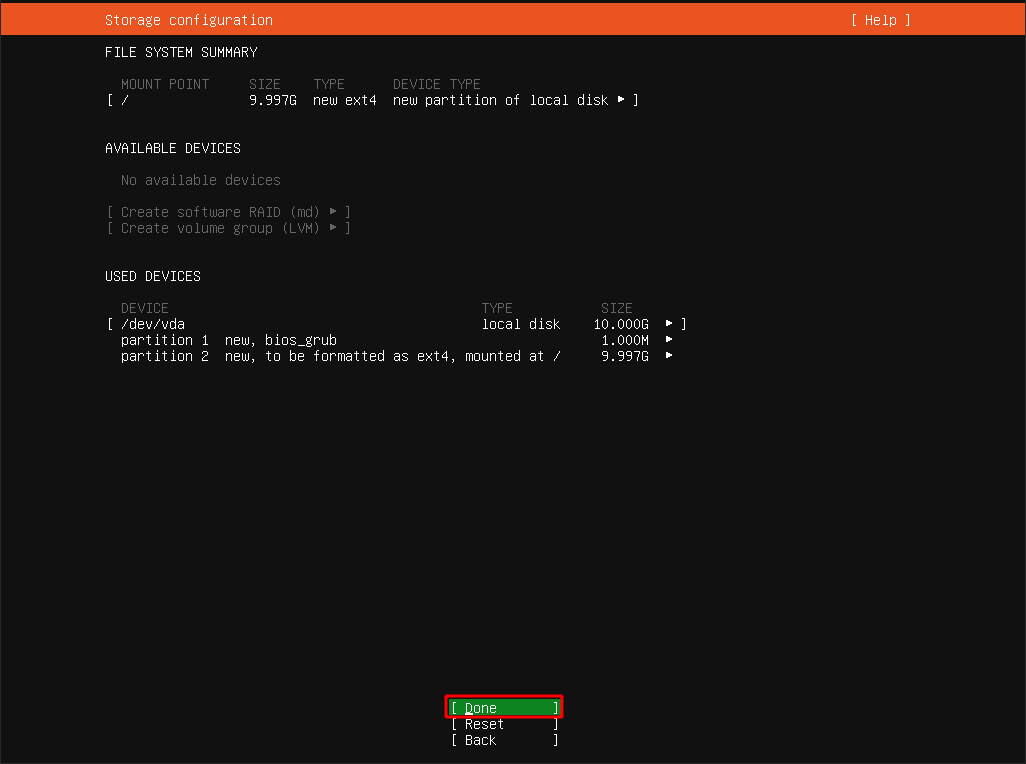 Storage configuration [ Help ]
FILE SYSTEM SUMMARY
MOUNT POINT SIZE TYPE DEVICE TYPE
[ / 9.997G new ext4 new partition of local disk ▸ ]
AVAILABLE DEVICES
No available devices
[ Create software RAID (md) ▸ ]
[ Create volume group (LVM) ▸ ]
USED DEVICES
DEVICE TYPE SIZE
[ /dev/vda local disk 10.000G ▸ ]
partition 1 new, bios_grub 1.000M ▸
partition 2 new, to be formatted as ext4, mounted at / 9.997G ▸
[ Done ]
[ Reset ]
[ Back ]